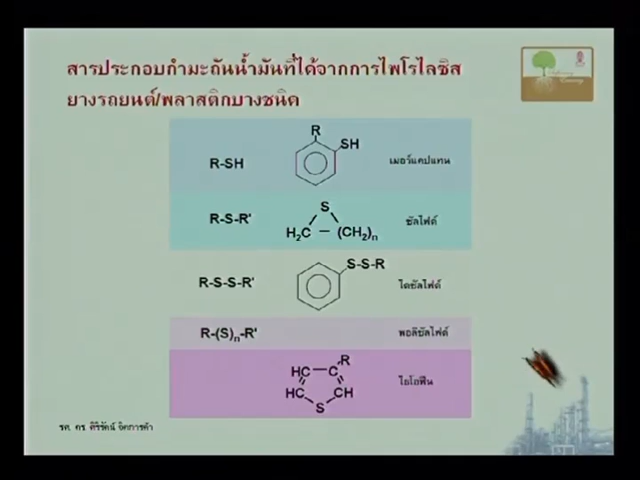 สารประกอบกำมะถันน้ำมันที่ได้จากการไพโรไลซิส
ยางรถยนต์/พลาสติกบางชนิด
R-SH
R
SH
เมอร์แคปแทน
R-S-R'
S
H₂C – (CH₂)n
ซัลไฟด์
R-S-S-R'
S-S-R
ไดซัลไฟด์
R-(S)n-R'
พอลิซัลไฟด์
R
HC C
HC CH
S
ไธโอฟีน
รศ. ดร. ศิริรัตน์ จิตการค้า